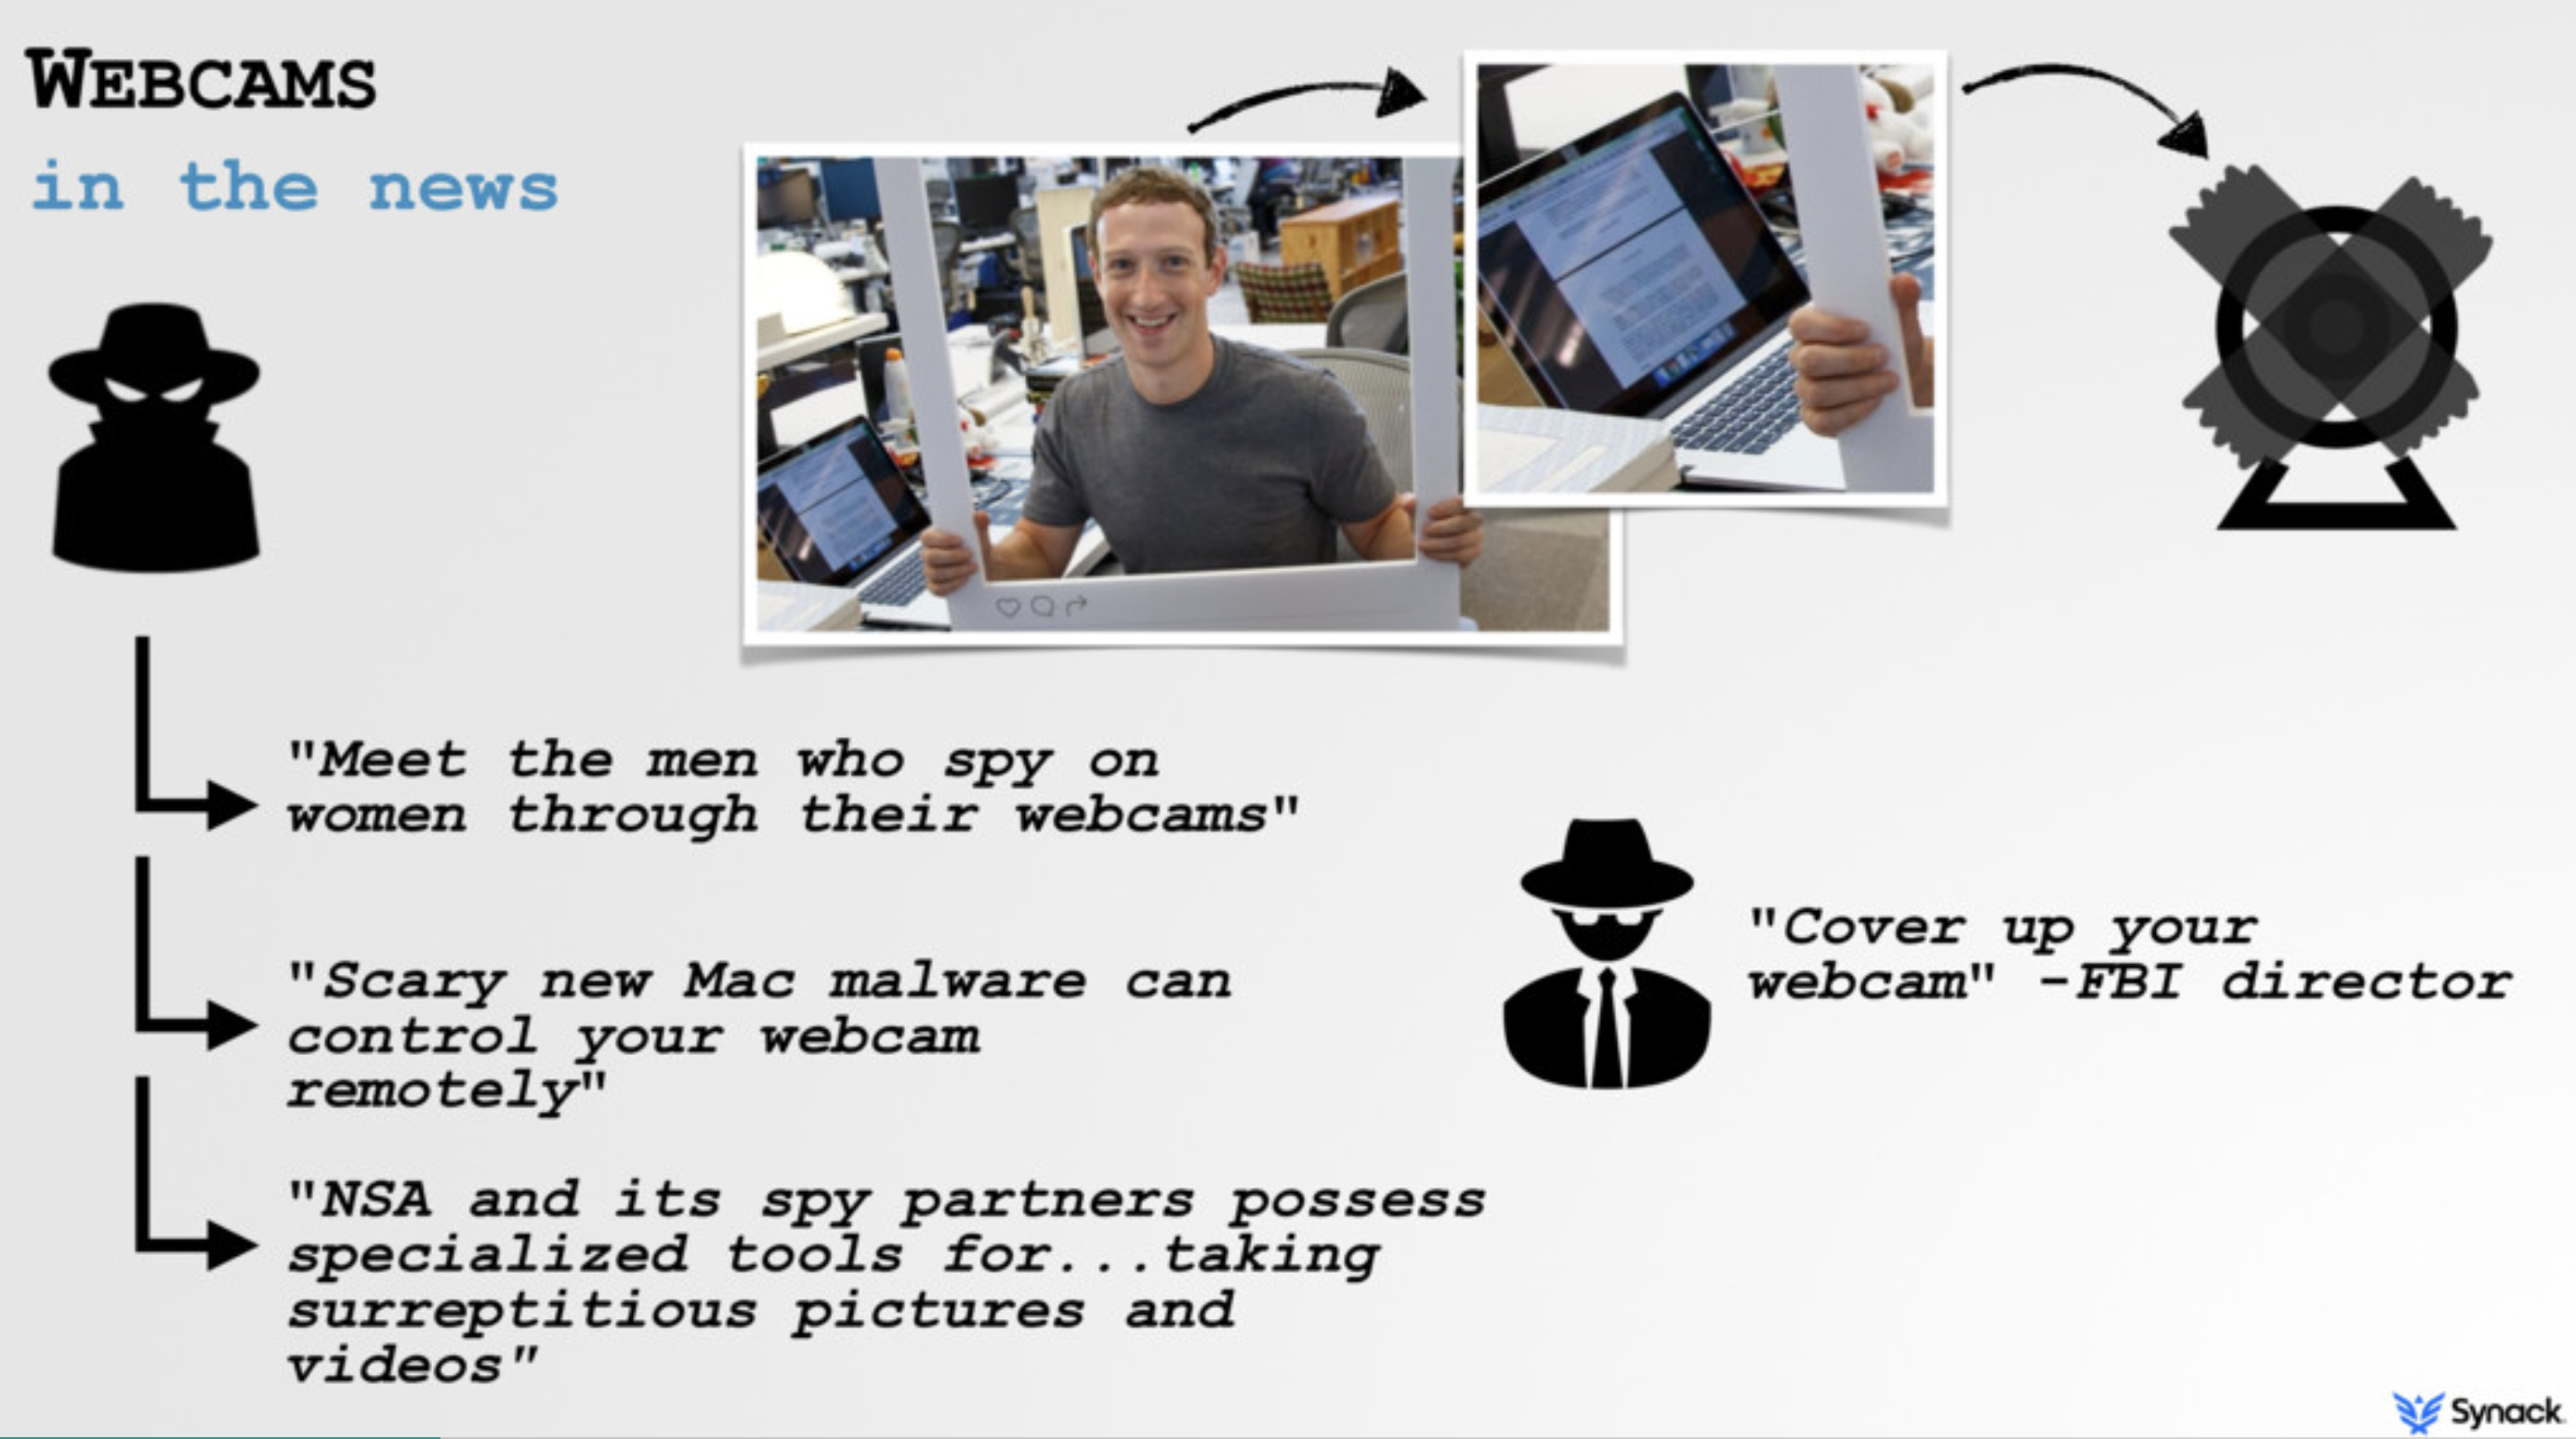 WEBCAMS
in the news
"Meet the men who spy on
women through their webcams"
"Scary new Mac malware can
control your webcam
remotely"
"NSA and its spy partners possess
specialized tools for...taking
surreptitious pictures and
videos"
"Cover up your
webcam" -FBI director
Synack